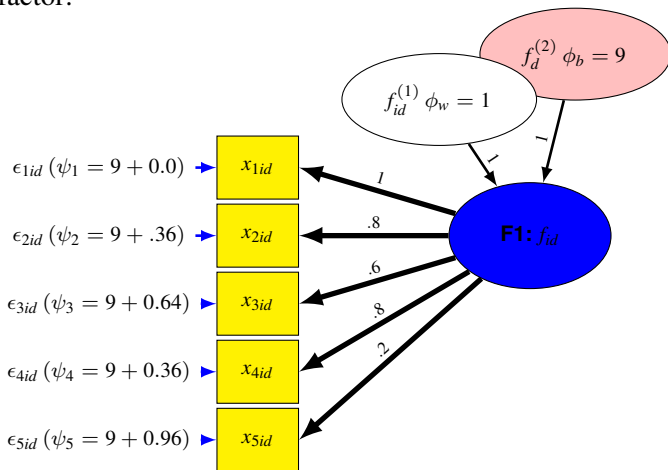 factor.
f_d^(2) ϕ_b = 9
f_id^(1) ϕ_w = 1
1
1
ϵ_1id (ψ_1 = 9 + 0.0)
x_1id
1
ϵ_2id (ψ_2 = 9 + .36)
x_2id
.8
F1: f_id
ϵ_3id (ψ_3 = 9 + 0.64)
x_3id
.6
ϵ_4id (ψ_4 = 9 + 0.36)
x_4id
.8
ϵ_5id (ψ_5 = 9 + 0.96)
x_5id
.2